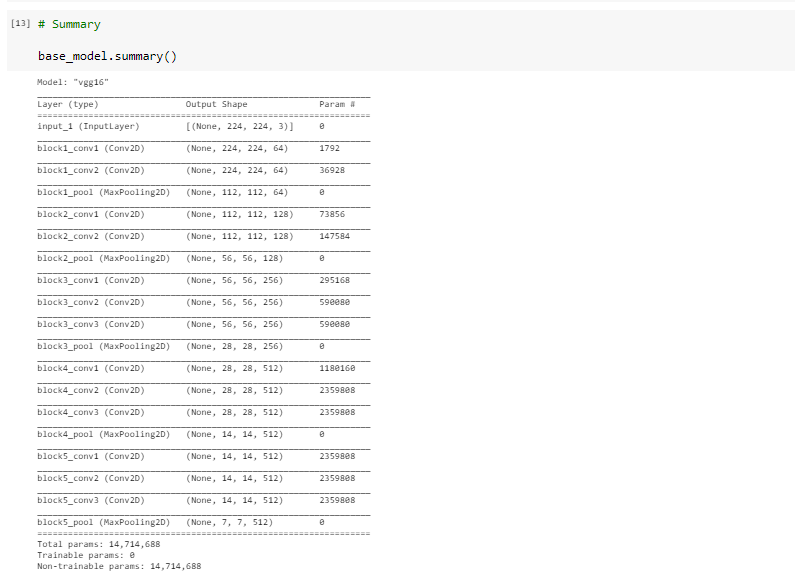 [13] # Summary
base_model.summary()
Model: "vgg16"
Layer (type) Output Shape Param #
input_1 (InputLayer) [(None, 224, 224, 3)] 0
block1_conv1 (Conv2D) (None, 224, 224, 64) 1792
block1_conv2 (Conv2D) (None, 224, 224, 64) 36928
block1_pool (MaxPooling2D) (None, 112, 112, 64) 0
block2_conv1 (Conv2D) (None, 112, 112, 128) 73856
block2_conv2 (Conv2D) (None, 112, 112, 128) 147584
block2_pool (MaxPooling2D) (None, 56, 56, 128) 0
block3_conv1 (Conv2D) (None, 56, 56, 256) 295168
block3_conv2 (Conv2D) (None, 56, 56, 256) 590080
block3_conv3 (Conv2D) (None, 56, 56, 256) 590080
block3_pool (MaxPooling2D) (None, 28, 28, 256) 0
block4_conv1 (Conv2D) (None, 28, 28, 512) 1180160
block4_conv2 (Conv2D) (None, 28, 28, 512) 2359808
block4_conv3 (Conv2D) (None, 28, 28, 512) 2359808
block4_pool (MaxPooling2D) (None, 14, 14, 512) 0
block5_conv1 (Conv2D) (None, 14, 14, 512) 2359808
block5_conv2 (Conv2D) (None, 14, 14, 512) 2359808
block5_conv3 (Conv2D) (None, 14, 14, 512) 2359808
block5_pool (MaxPooling2D) (None, 7, 7, 512) 0
Total params: 14,714,688
Trainable params: 0
Non-trainable params: 14,714,688